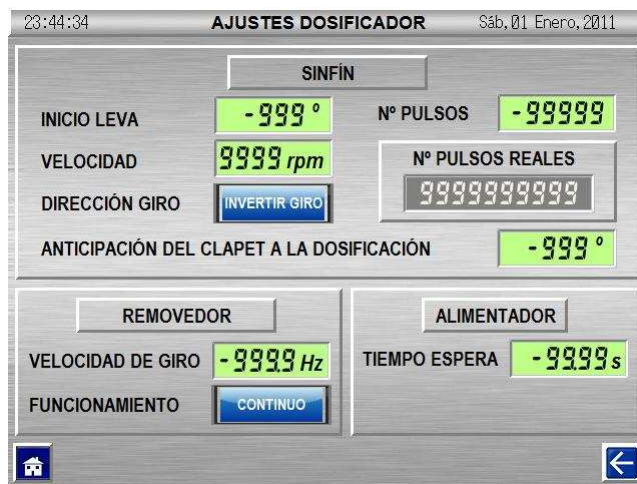 23:44:34 AJUSTES DOSIFICADOR Sáb,01 Enero,2011
SINFÍN
INICIO LEVA -999 º Nº PULSOS -99999
VELOCIDAD 9999 rpm Nº PULSOS REALES
DIRECCIÓN GIRO INVERTIR GIRO 9999999999
ANTICIPACIÓN DEL CLAPET A LA DOSIFICACIÓN -999 º
REMOVEDOR ALIMENTADOR
VELOCIDAD DE GIRO -999.9 Hz TIEMPO ESPERA -99.99 s
FUNCIONAMIENTO CONTINUO